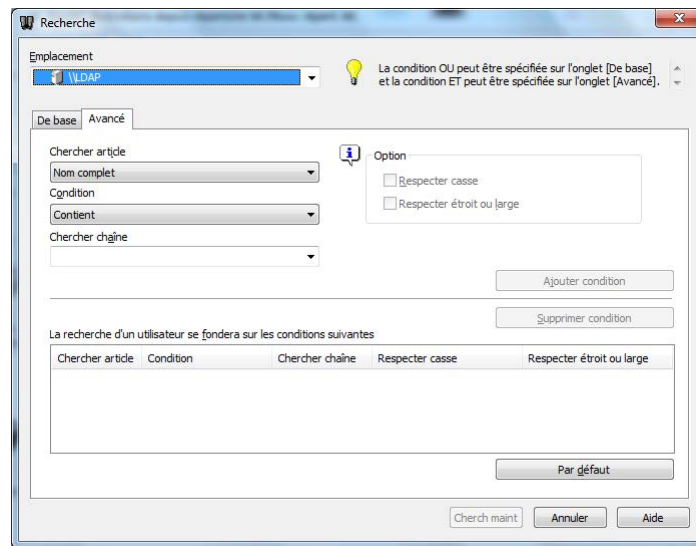 Recherche
Emplacement
\\LDAP
La condition OU peut être spécifiée sur l'onglet [De base]
et la condition ET peut être spécifiée sur l'onglet [Avancé].
De base
Avancé
Chercher article
Nom complet
Condition
Contient
Chercher chaîne
Option
Respecter casse
Respecter étroit ou large
Ajouter condition
Supprimer condition
La recherche d'un utilisateur se fondera sur les conditions suivantes
Chercher article Condition Chercher chaîne Respecter casse Respecter étroit ou large
Par défaut
Cherch maint Annuler Aide